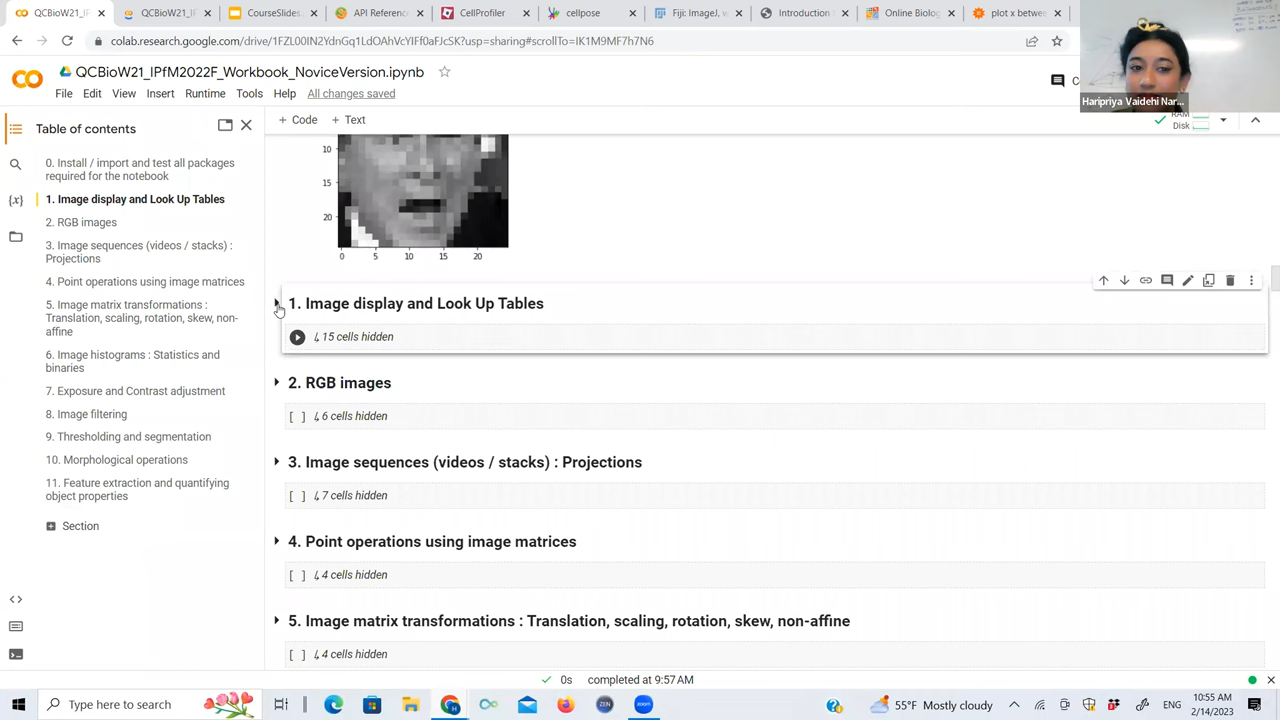 QCBioW21_IPfM2022F
QCBioW21_IPfM2022F
CourseSlides
API Reference
CellProfiler
cellpose
Fiji: ImageJ, w
Introduction
Online Biolog
plot x betwee
colab.research.google.com/drive/1FZL00IN2YdnGq1LdOAhVcYIFf0aFJcSK?usp=sharing#scrollTo=IK1M9MF7h7N6
QCBioW21_IPfM2022F_Workbook_NoviceVersion.ipynb
File Edit View Insert Runtime Tools Help All changes saved
Haripriya Vaidehi Nar...
RAM
Disk
Table of contents
+ Code + Text
0. Install / import and test all packages
required for the notebook
1. Image display and Look Up Tables
2. RGB images
3. Image sequences (videos / stacks) :
Projections
4. Point operations using image matrices
5. Image matrix transformations :
Translation, scaling, rotation, skew, non-
affine
6. Image histograms : Statistics and
binaries
7. Exposure and Contrast adjustment
8. Image filtering
9. Thresholding and segmentation
10. Morphological operations
11. Feature extraction and quantifying
object properties
Section
10
15
20
0 5 10 15 20
1. Image display and Look Up Tables
15 cells hidden
2. RGB images
[ ] 6 cells hidden
3. Image sequences (videos / stacks) : Projections
[ ] 7 cells hidden
4. Point operations using image matrices
[ ] 4 cells hidden
5. Image matrix transformations : Translation, scaling, rotation, skew, non-affine
[ ] 4 cells hidden
0s completed at 9:57 AM
Type here to search
ZEN
zoom
55°F Mostly cloudy
ENG
10:55 AM
2/14/2023